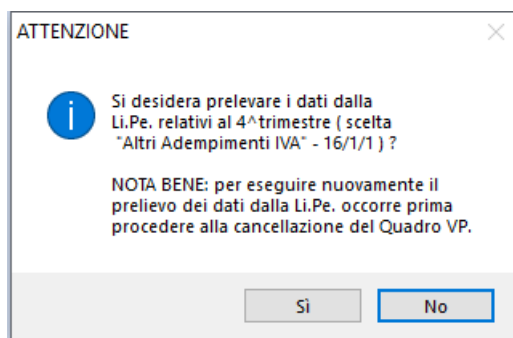 ATTENZIONE
Si desidera prelevare i dati dalla
Li.Pe. relativi al 4^trimestre ( scelta
"Altri Adempimenti IVA" - 16/1/1 ) ?
NOTA BENE: per eseguire nuovamente il
prelievo dei dati dalla Li.Pe. occorre prima
procedere alla cancellazione del Quadro VP.
Sì
No